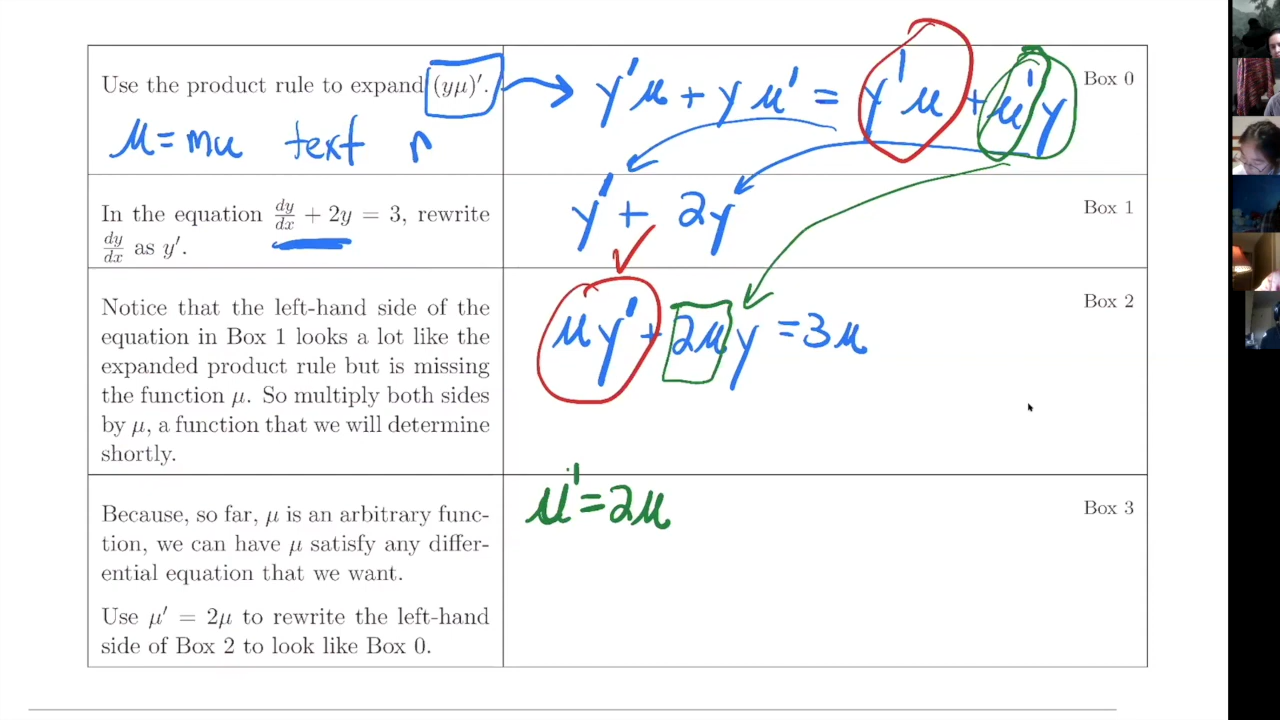 Use the product rule to expand (yμ)′. → y′μ + yμ′ = y′μ + μ′y
Box 0
μ = mu text r
In the equation dy/dx + 2y = 3, rewrite
dy/dx as y′.
y′ + 2y
Box 1
Notice that the left-hand side of the
equation in Box 1 looks a lot like the
expanded product rule but is missing
the function μ. So multiply both sides
by μ, a function that we will determine
shortly.
μy′ + 2μy = 3μ
Box 2
Because, so far, μ is an arbitrary func-
tion, we can have μ satisfy any differ-
ential equation that we want.
Use μ′ = 2μ to rewrite the left-hand
side of Box 2 to look like Box 0.
μ′ = 2μ
Box 3